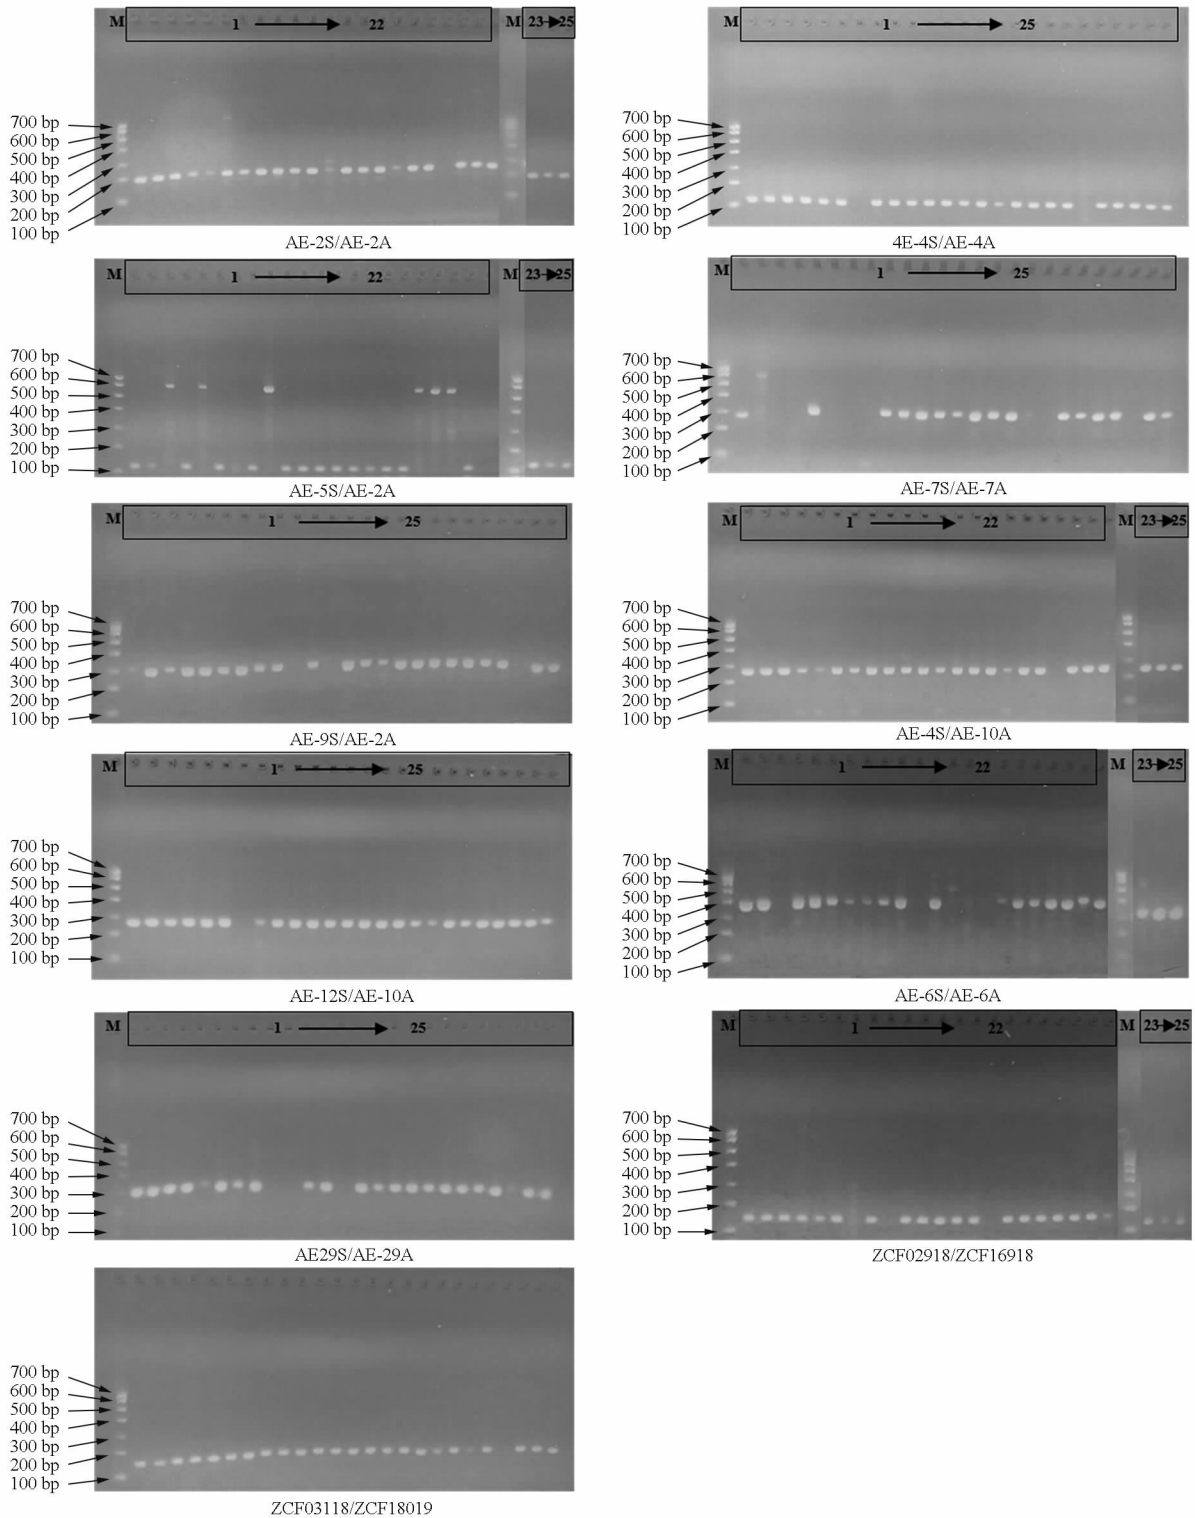 M 1 22 M 23 25
700 bp
600 bp
500 bp
400 bp
300 bp
200 bp
100 bp
AE-2S/AE-2A
M 1 25
700 bp
600 bp
500 bp
400 bp
300 bp
200 bp
100 bp
4E-4S/AE-4A
M 1 22 M 23 25
700 bp
600 bp
500 bp
400 bp
300 bp
200 bp
100 bp
AE-5S/AE-2A
M 1 25
700 bp
600 bp
500 bp
400 bp
300 bp
200 bp
100 bp
AE-7S/AE-7A
M 1 25
700 bp
600 bp
500 bp
400 bp
300 bp
200 bp
100 bp
AE-9S/AE-2A
M 1 22 M 23 25
700 bp
600 bp
500 bp
400 bp
300 bp
200 bp
100 bp
AE-4S/AE-10A
M 1 25
700 bp
600 bp
500 bp
400 bp
300 bp
200 bp
100 bp
AE-12S/AE-10A
M 1 22 M 23 25
700 bp
600 bp
500 bp
400 bp
300 bp
200 bp
100 bp
AE-6S/AE-6A
M 1 25
700 bp
600 bp
500 bp
400 bp
300 bp
200 bp
100 bp
AE29S/AE-29A
M 1 22 M 23 25
700 bp
600 bp
500 bp
400 bp
300 bp
200 bp
100 bp
ZCF02918/ZCF16918
700 bp
600 bp
500 bp
400 bp
300 bp
200 bp
100 bp
ZCF03118/ZCF18019